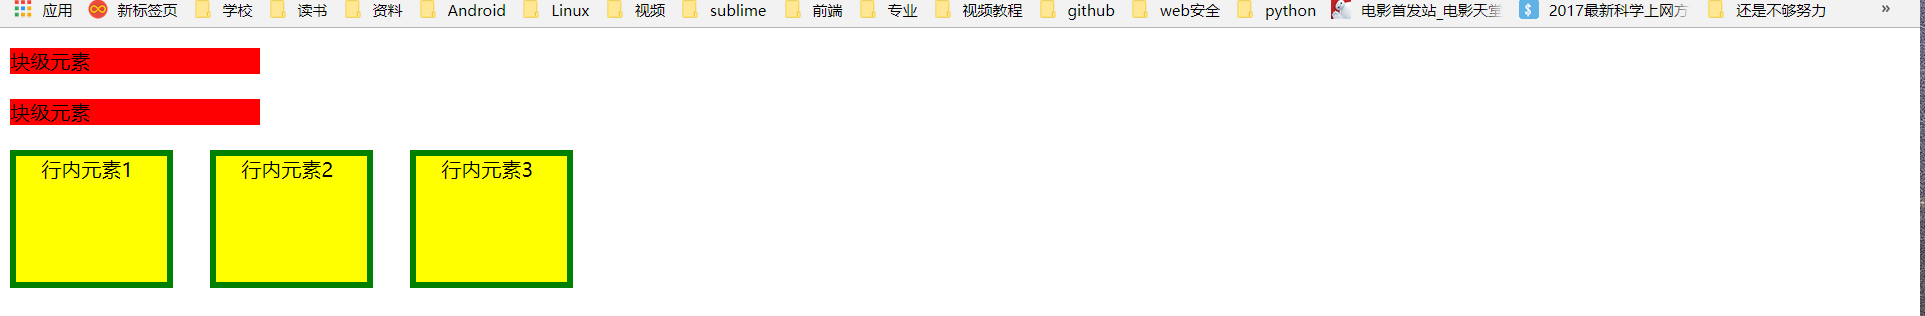 应用 新标签页 学校 读书 资料 Android Linux 视频 sublime 前端 专业 视频教程 github web安全 python 电影首发站_电影天堂 $ 2017最新科学上网方 还是不够努力 »
块级元素
块级元素
行内元素1 行内元素2 行内元素3